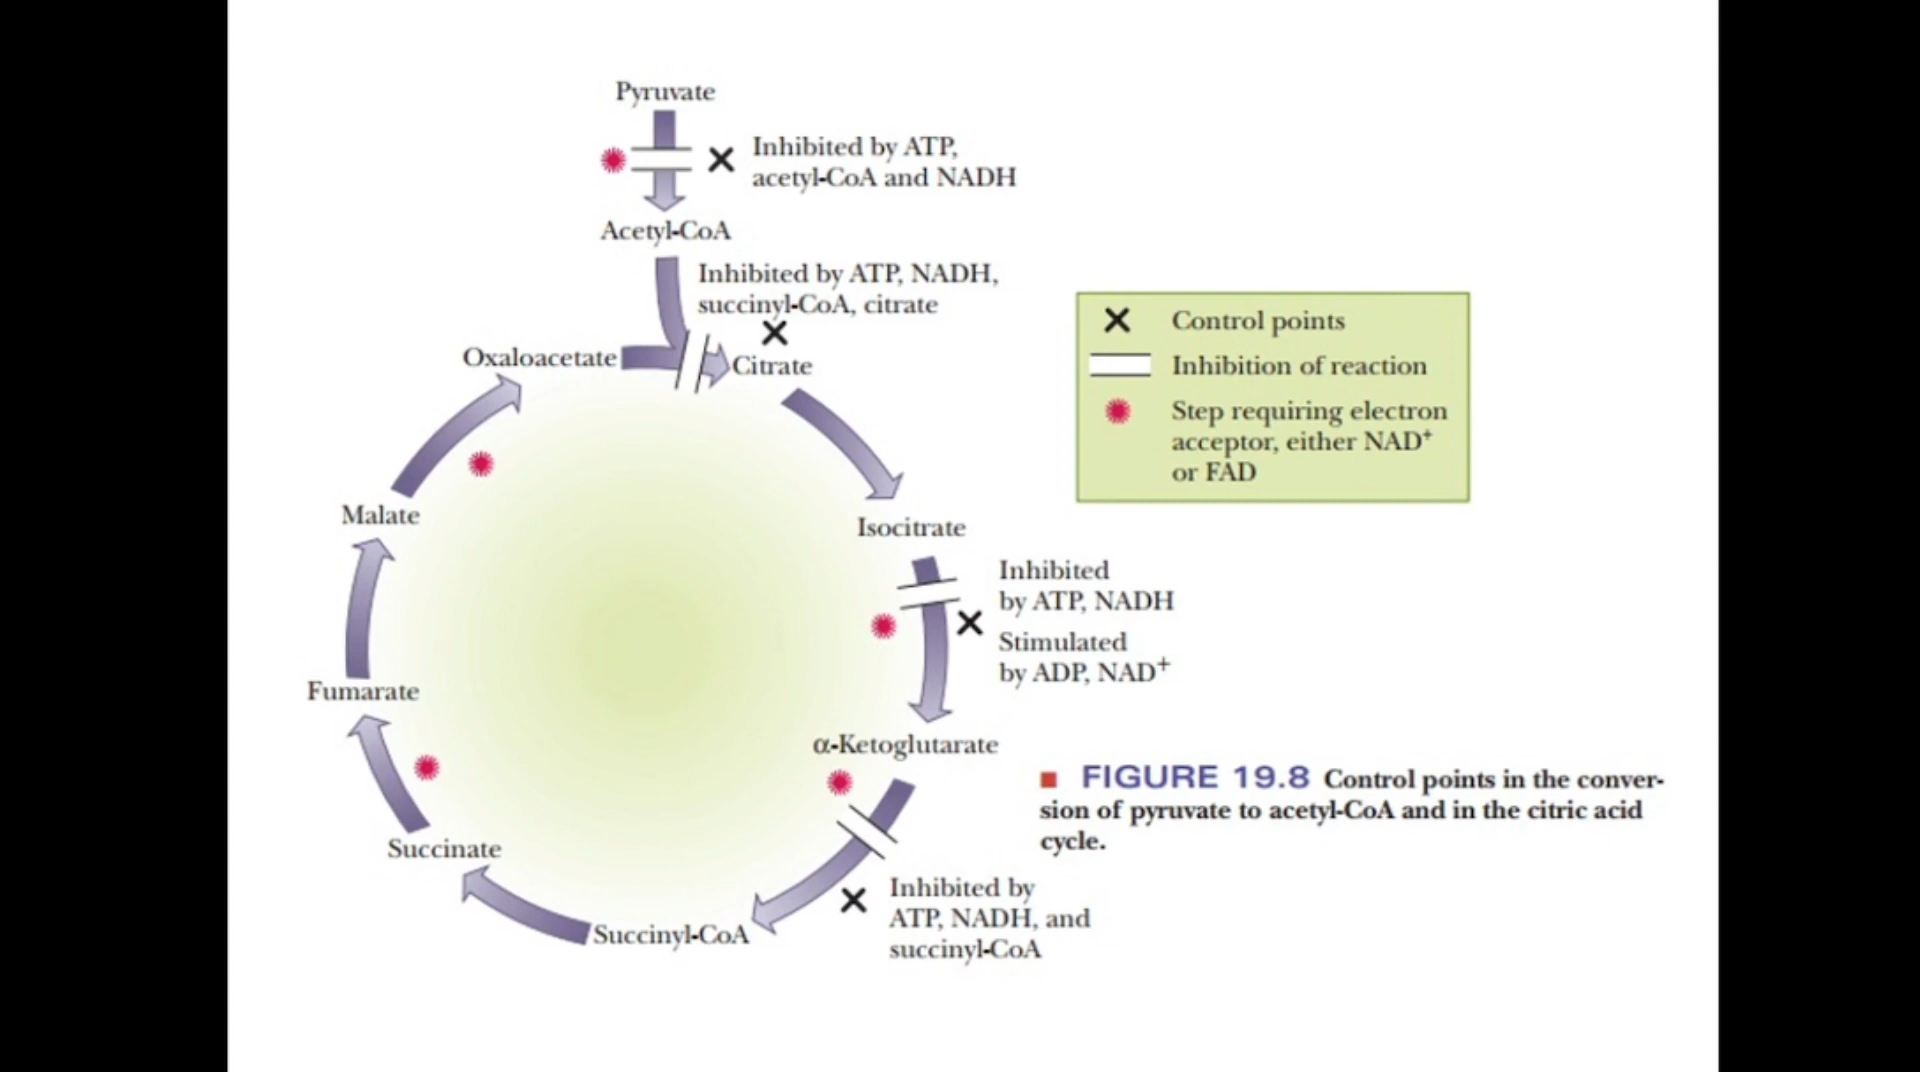 Pyruvate
Inhibited by ATP,
acetyl-CoA and NADH
Acetyl-CoA
Inhibited by ATP, NADH,
succinyl-CoA, citrate
Oxaloacetate
Citrate
Control points
Inhibition of reaction
Step requiring electron
acceptor, either NAD⁺
or FAD
Malate
Isocitrate
Inhibited
by ATP, NADH
Stimulated
by ADP, NAD⁺
Fumarate
α-Ketoglutarate
FIGURE 19.8 Control points in the conver-
sion of pyruvate to acetyl-CoA and in the citric acid
cycle.
Succinate
Inhibited by
ATP, NADH, and
succinyl-CoA
Succinyl-CoA